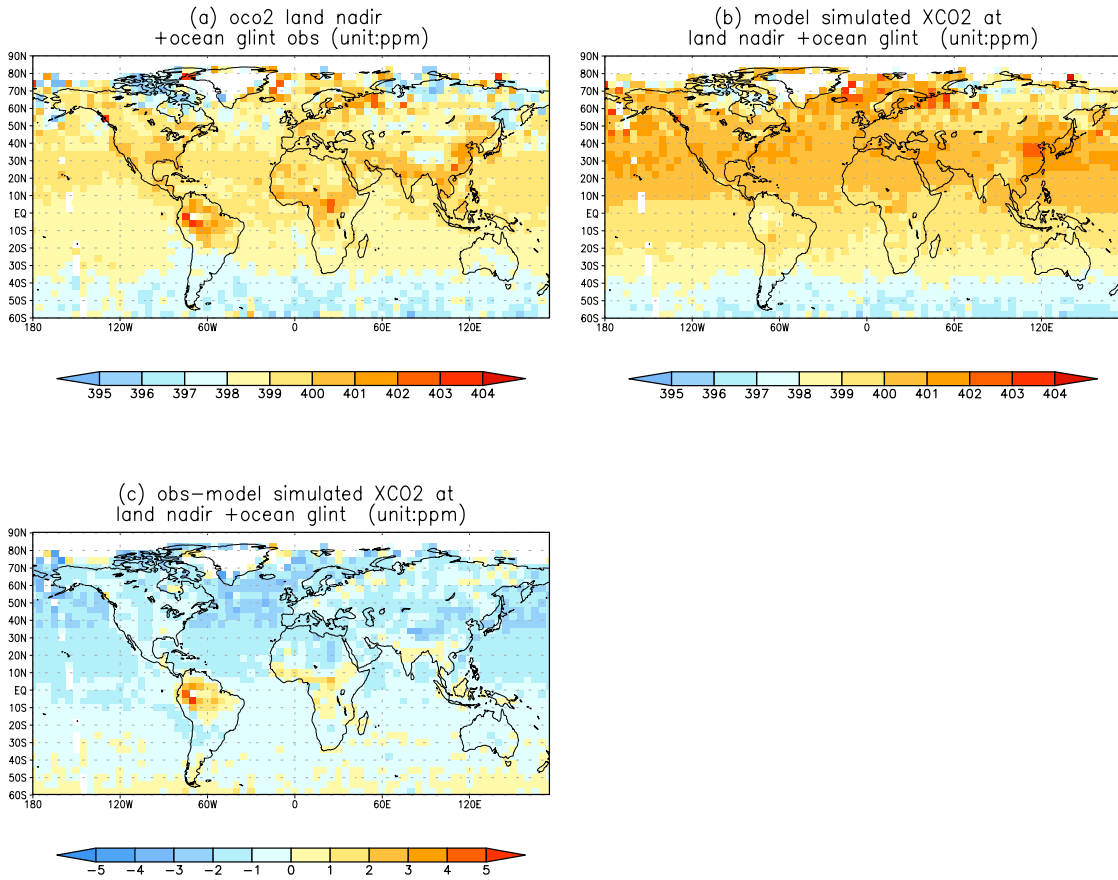 (a) oco2 land nadir
+ocean glint obs (unit:ppm)
90N
80N
70N
60N
50N
40N
30N
20N
10N
EQ
10S
20S
30S
40S
50S
60S
180 120W 60W 0 60E 120E
395 396 397 398 399 400 401 402 403 404
(b) model simulated XCO2 at
land nadir +ocean glint (unit:ppm)
90N
80N
70N
60N
50N
40N
30N
20N
10N
EQ
10S
20S
30S
40S
50S
60S
180 120W 60W 0 60E 120E
395 396 397 398 399 400 401 402 403 404
(c) obs-model simulated XCO2 at
land nadir +ocean glint (unit:ppm)
90N
80N
70N
60N
50N
40N
30N
20N
10N
EQ
10S
20S
30S
40S
50S
60S
180 120W 60W 0 60E 120E
-5 -4 -3 -2 -1 0 1 2 3 4 5